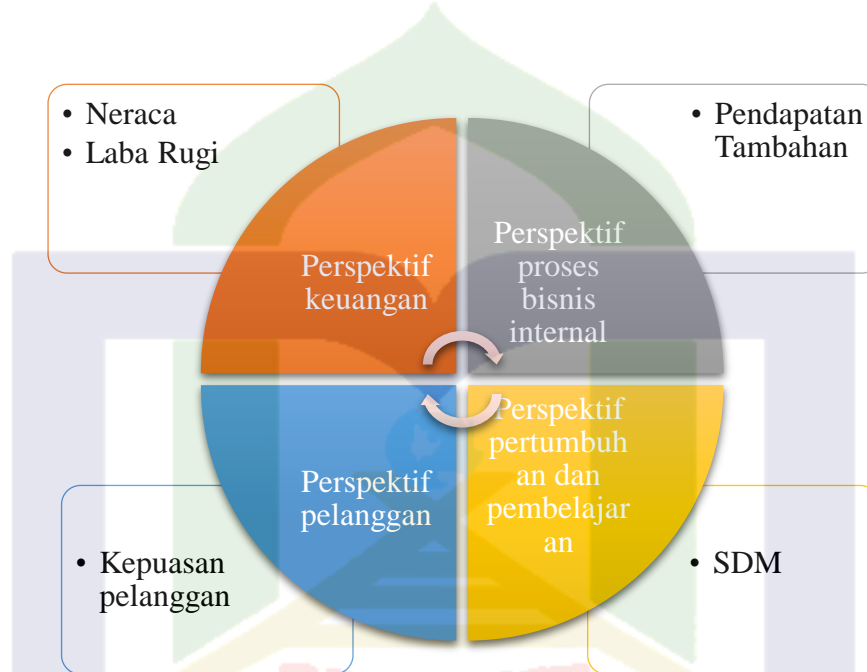 • Neraca
• Laba Rugi
• Pendapatan
Tambahan
Perspektif
keuangan
Perspektif
proses
bisnis
internal
Perspektif
pelanggan
Perspektif
pertumbuh
an dan
pembelajar
an
• Kepuasan
pelanggan
• SDM